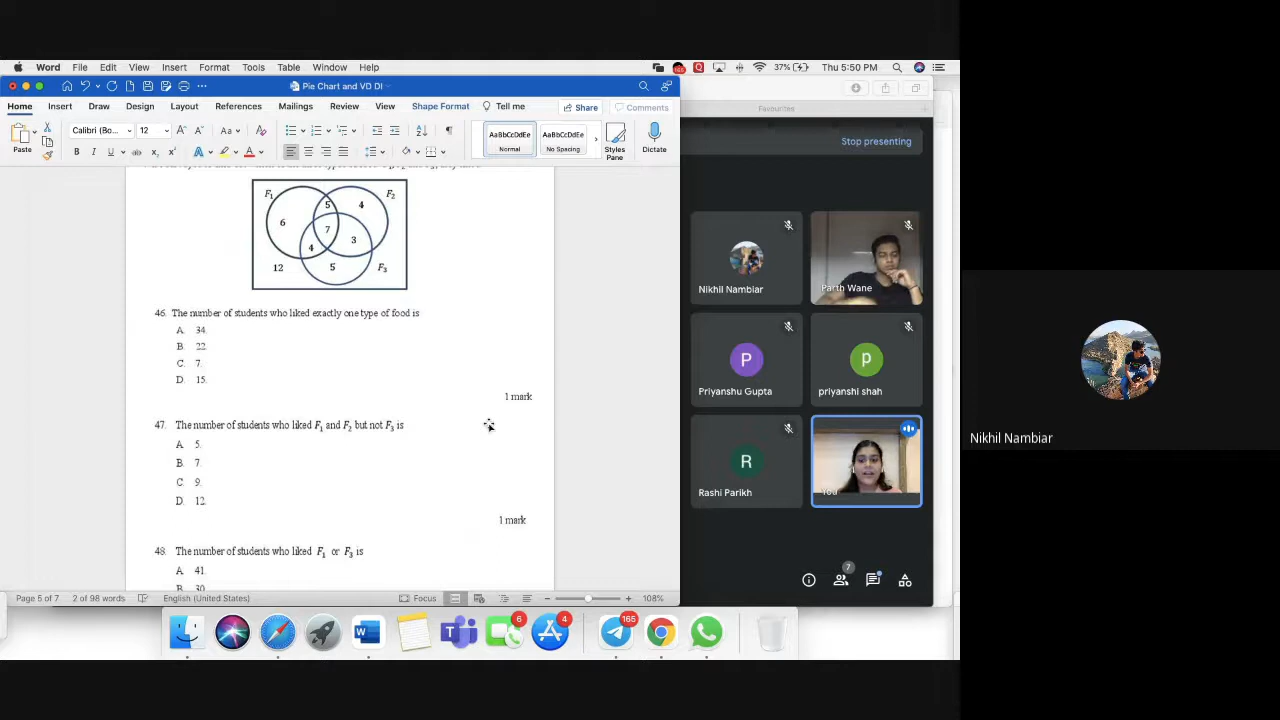 Word File Edit View Insert Format Tools Table Window Help
165 37% Thu 5:50 PM
Pie Chart and VD DI
Home Insert Draw Design Layout References Mailings Review View Shape Format Tell me Share Comments
Paste
Calibri (Bo... 12
AaBbCcDdEe Normal
AaBbCcDdEe No Spacing
Styles Pane
Dictate
F₁ F₂
5 4
6
7
3
4
12 5 F₃
46. The number of students who liked exactly one type of food is
A. 34.
B. 22.
C. 7.
D. 15.
1 mark
47. The number of students who liked F₁ and F₂ but not F₃ is
A. 5.
B. 7.
C. 9.
D. 12.
1 mark
48. The number of students who liked F₁ or F₃ is
A. 41.
B. 30.
Page 5 of 7 2 of 98 words English (United States) Focus 108%
Favourites
Stop presenting
Nikhil Nambiar
Parth Wane
P
Priyanshu Gupta
p
priyanshi shah
R
Rashi Parikh
You
7
6 4 165
Nikhil Nambiar